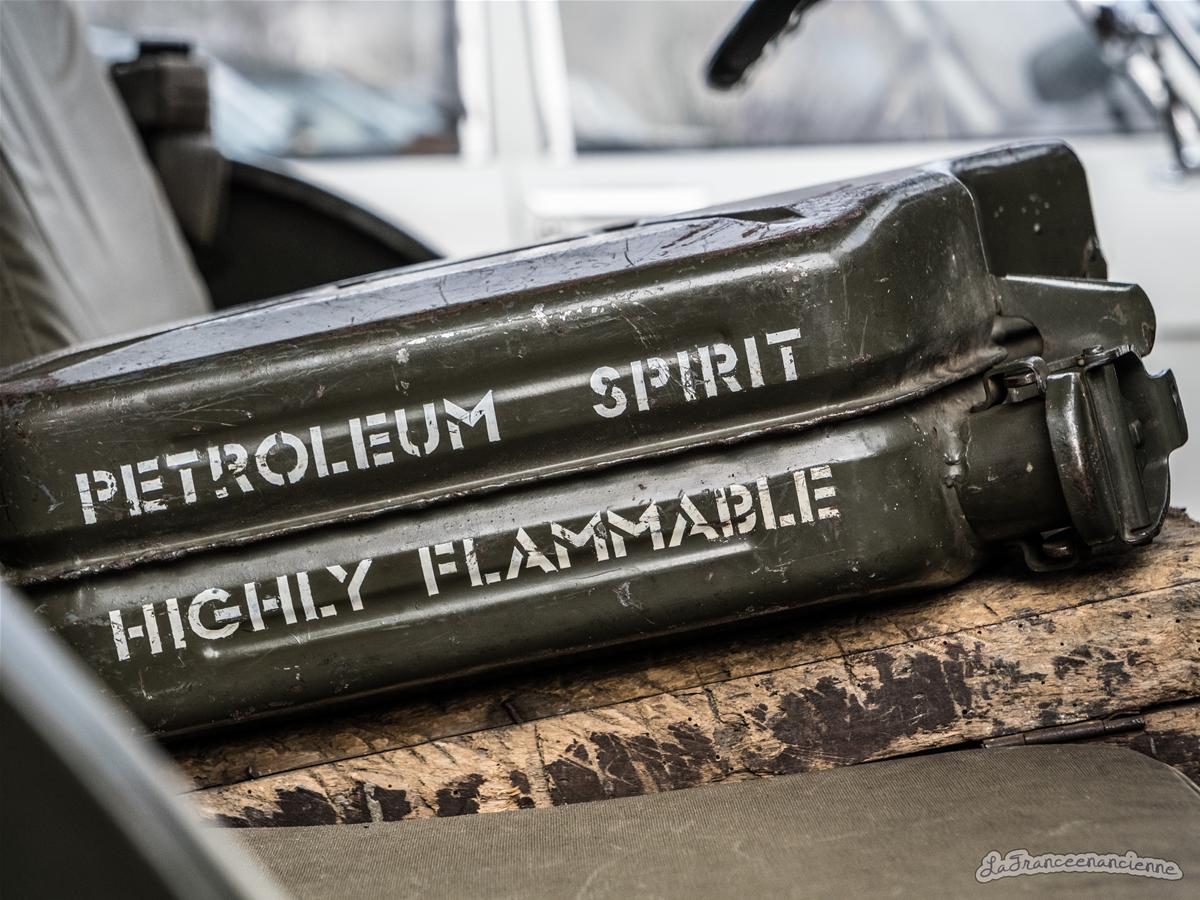 PETROLEUM SPIRIT
HIGHLY FLAMMABLE
LaFranceenancienne